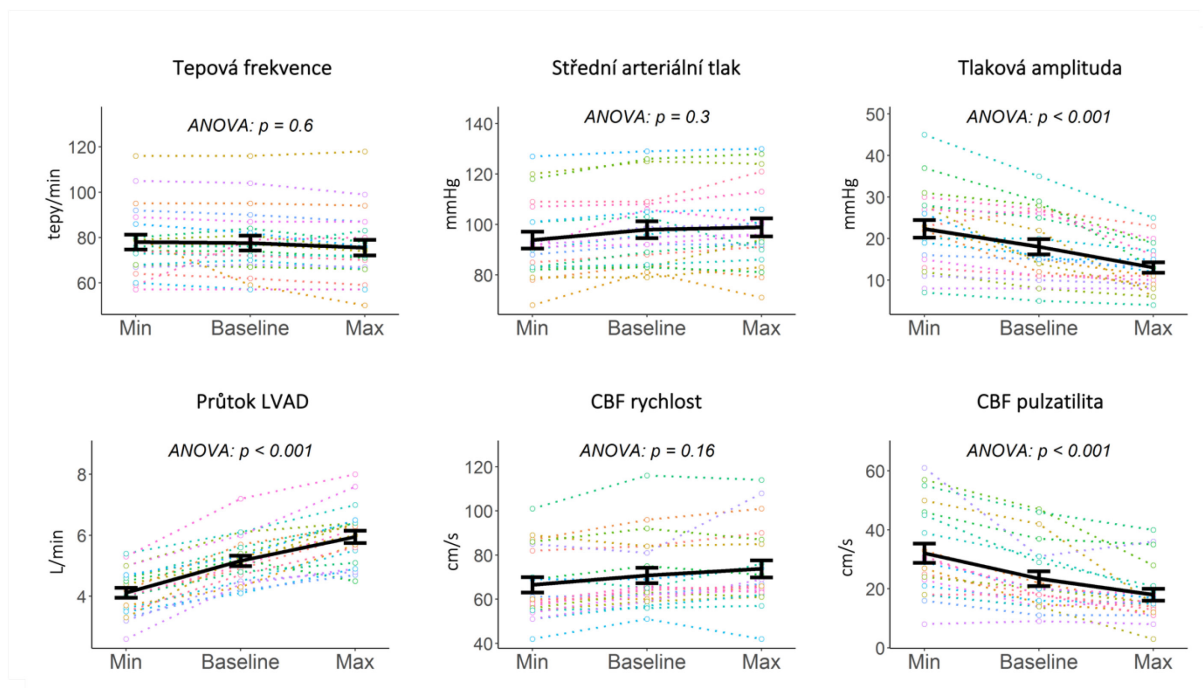 Tepová frekvence
ANOVA: p = 0.6
tepy/min
120
100
80
60
Min Baseline Max
Střední arteriální tlak
ANOVA: p = 0.3
mmHg
140
120
100
80
Min Baseline Max
Tlaková amplituda
ANOVA: p < 0.001
mmHg
50
40
30
20
10
Min Baseline Max
Průtok LVAD
ANOVA: p < 0.001
L/min
8
6
4
Min Baseline Max
CBF rychlost
ANOVA: p = 0.16
cm/s
120
100
80
60
40
Min Baseline Max
CBF pulzatilita
ANOVA: p < 0.001
cm/s
60
40
20
0
Min Baseline Max